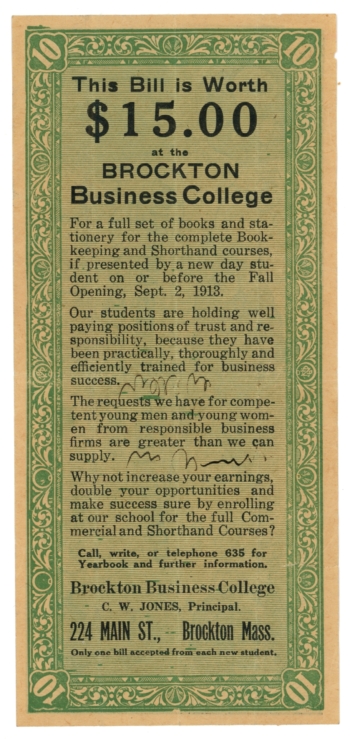 10 10
This Bill is Worth
$15.00
at the
BROCKTON
Business College
For a full set of books and sta-
tionery for the complete Book-
keeping and Shorthand courses,
if presented by a new day stu-
dent on or before the Fall
Opening, Sept. 2, 1913.
Our students are holding well
paying positions of trust and re-
sponsibility, because they have
been practically, thoroughly and
efficiently trained for business
success.
The requests we have for compe-
tent young men and young wom-
en from responsible business
firms are greater than we can
supply.
Why not increase your earnings,
double your opportunities and
make success sure by enrolling
at our school for the full Com-
mercial and Shorthand Courses?
Call, write, or telephone 635 for
Yearbook and further information.
Brockton Business College
C. W. JONES, Principal.
224 MAIN ST., - Brockton Mass.
Only one bill accepted from each new student.
10 10